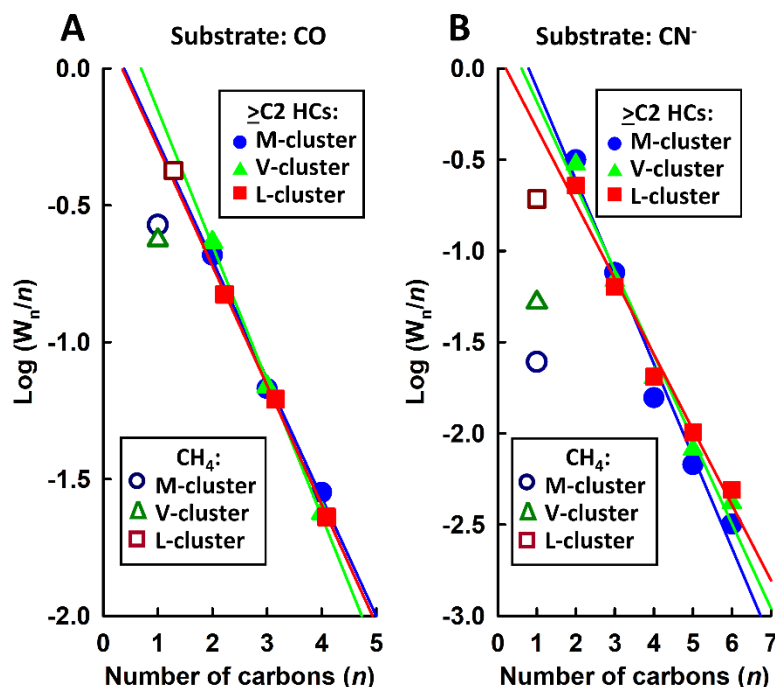 A
Substrate: CO
0.0
-0.5
-1.0
-1.5
-2.0
Log (Wn/n)
≥C2 HCs:
M-cluster
V-cluster
L-cluster
CH4:
M-cluster
V-cluster
L-cluster
0 1 2 3 4 5
Number of carbons (n)
B
Substrate: CN-
0.0
-0.5
-1.0
-1.5
-2.0
-2.5
-3.0
Log (Wn/n)
≥C2 HCs:
M-cluster
V-cluster
L-cluster
CH4:
M-cluster
V-cluster
L-cluster
0 1 2 3 4 5 6 7
Number of carbons (n)